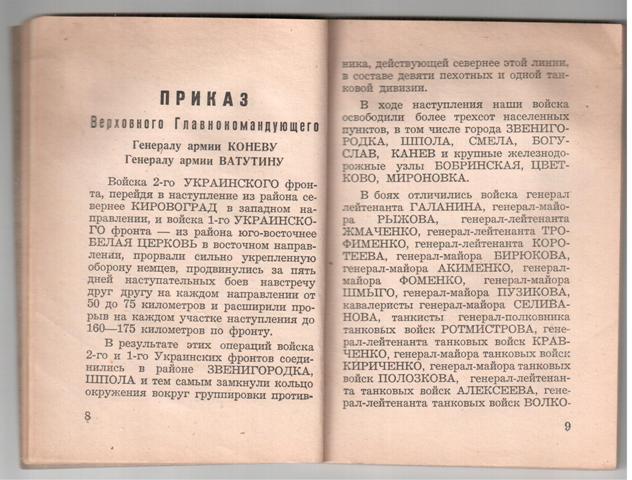 ПРИКАЗ
Верховного Главнокомандующего
Генералу армии КОНЕВУ
Генералу армии ВАТУТИНУ
Войска 2-го УКРАИНСКОГО фрон-
та, перейдя в наступление из района се-
вернее КИРОВОГРАД в западном на-
правлении, и войска 1-го УКРАИНСКО-
ГО фронта — из района юго-восточнее
БЕЛАЯ ЦЕРКОВЬ в восточном направ-
лении, прорвали сильно укрепленную
оборону немцев, продвинулись за пять
дней наступательных боев навстречу
друг другу на каждом направлении от
50 до 75 километров и расширили про-
рыв на каждом участке наступления до
160—175 километров по фронту.
В результате этих операций войска
2-го и 1-го Украинских фронтов соеди-
нились в районе ЗВЕНИГОРОДКА,
ШПОЛА и тем самым замкнули кольцо
окружения вокруг группировки против-
8
ника, действующей севернее этой линии,
в составе девяти пехотных и одной тан-
ковой дивизии.
В ходе наступления наши войска
освободили более трехсот населенных
пунктов, в том числе города ЗВЕНИГО-
РОДКА, ШПОЛА, СМЕЛА, БОГУ-
СЛАВ, КАНЕВ и крупные железнодо-
рожные узлы БОБРИНСКАЯ, ЦВЕТ-
КОВО, МИРОНОВКА.
В боях отличились войска генерал
лейтенанта ГАЛАНИНА, генерал-майо-
ра РЫЖОВА, генерал-лейтенанта
ЖМАЧЕНКО, генерал-лейтенанта ТРО-
ФИМЕНКО, генерал-лейтенанта КОРО-
ТЕЕВА, генерал-майора БИРЮКОВА,
генерал-майора АКИМЕНКО, генерал-
майора ФОМЕНКО, генерал-майора
ШМЫГО, генерал-майора ПУЗИКОВА,
кавалеристы генерал-майора СЕЛИВА-
НОВА, танкисты генерал-полковника
танковых войск РОТМИСТРОВА, гене-
рал-лейтенанта танковых войск КРАВ-
ЧЕНКО, генерал-майора танковых войск
КИРИЧЕНКО, генерал-майора танковых
войск ПОЛОЗКОВА, генерал-лейтенан-
та танковых войск АЛЕКСЕЕВА, гене-
рал-лейтенанта танковых войск ВОЛКО-
9